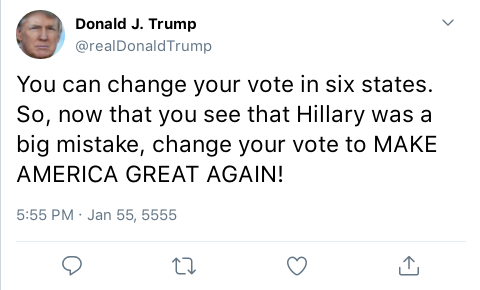 Donald J. Trump
@realDonaldTrump
You can change your vote in six states.
So, now that you see that Hillary was a
big mistake, change your vote to MAKE
AMERICA GREAT AGAIN!
5:55 PM · Jan 55, 5555